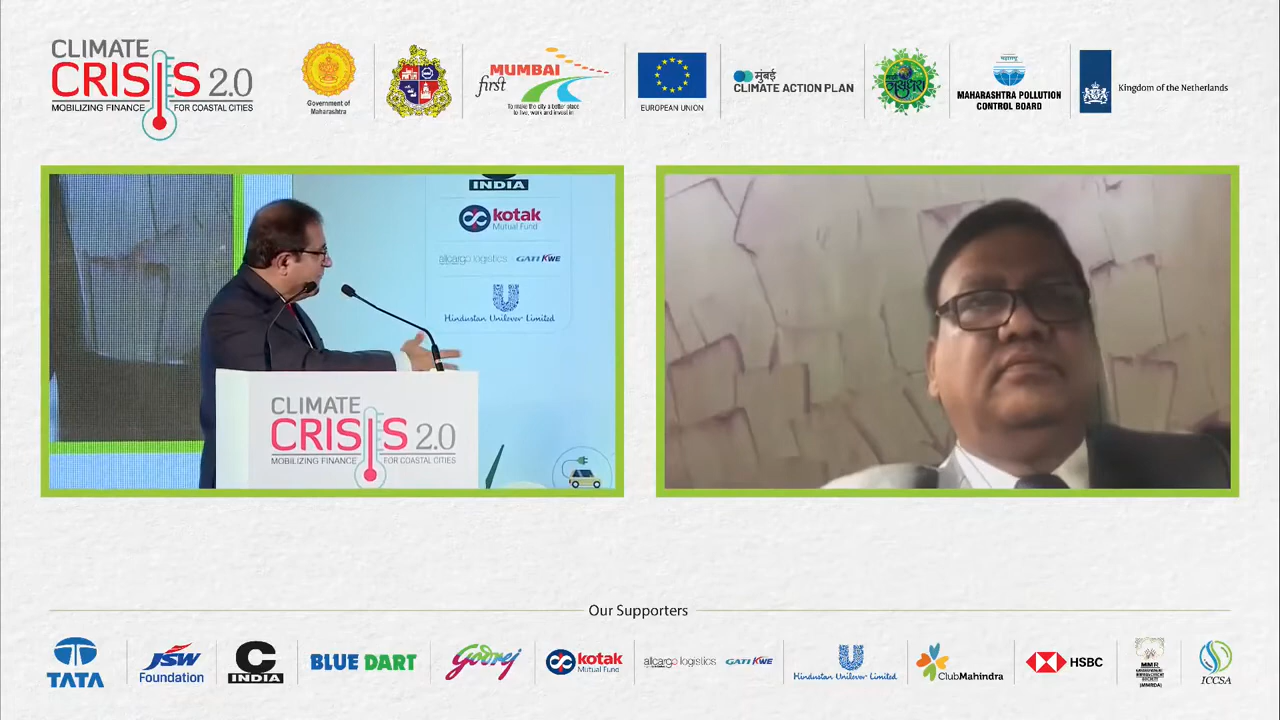 CLIMATE
CRISIS 2.0
MOBILIZING FINANCE FOR COASTAL CITIES
Government of
Maharashtra
MUMBAI
first
To make the city a better place
to live, work and invest in
EUROPEAN UNION
मुंबई
CLIMATE ACTION PLAN
महाराष्ट्र
MAHARASHTRA POLLUTION
CONTROL BOARD
Kingdom of the Netherlands
INDIA
kotak
Mutual Fund
allcargo logistics GATI KWE
Hindustan Unilever Limited
CLIMATE
CRISIS 2.0
MOBILIZING FINANCE FOR COASTAL CITIES
Our Supporters
TATA
JSW
Foundation
C
INDIA
BLUE DART
Godrej
kotak
Mutual Fund
allcargo logistics GATI KWE
Hindustan Unilever Limited
ClubMahindra
HSBC
MMR
(MMRDA)
ICCSA